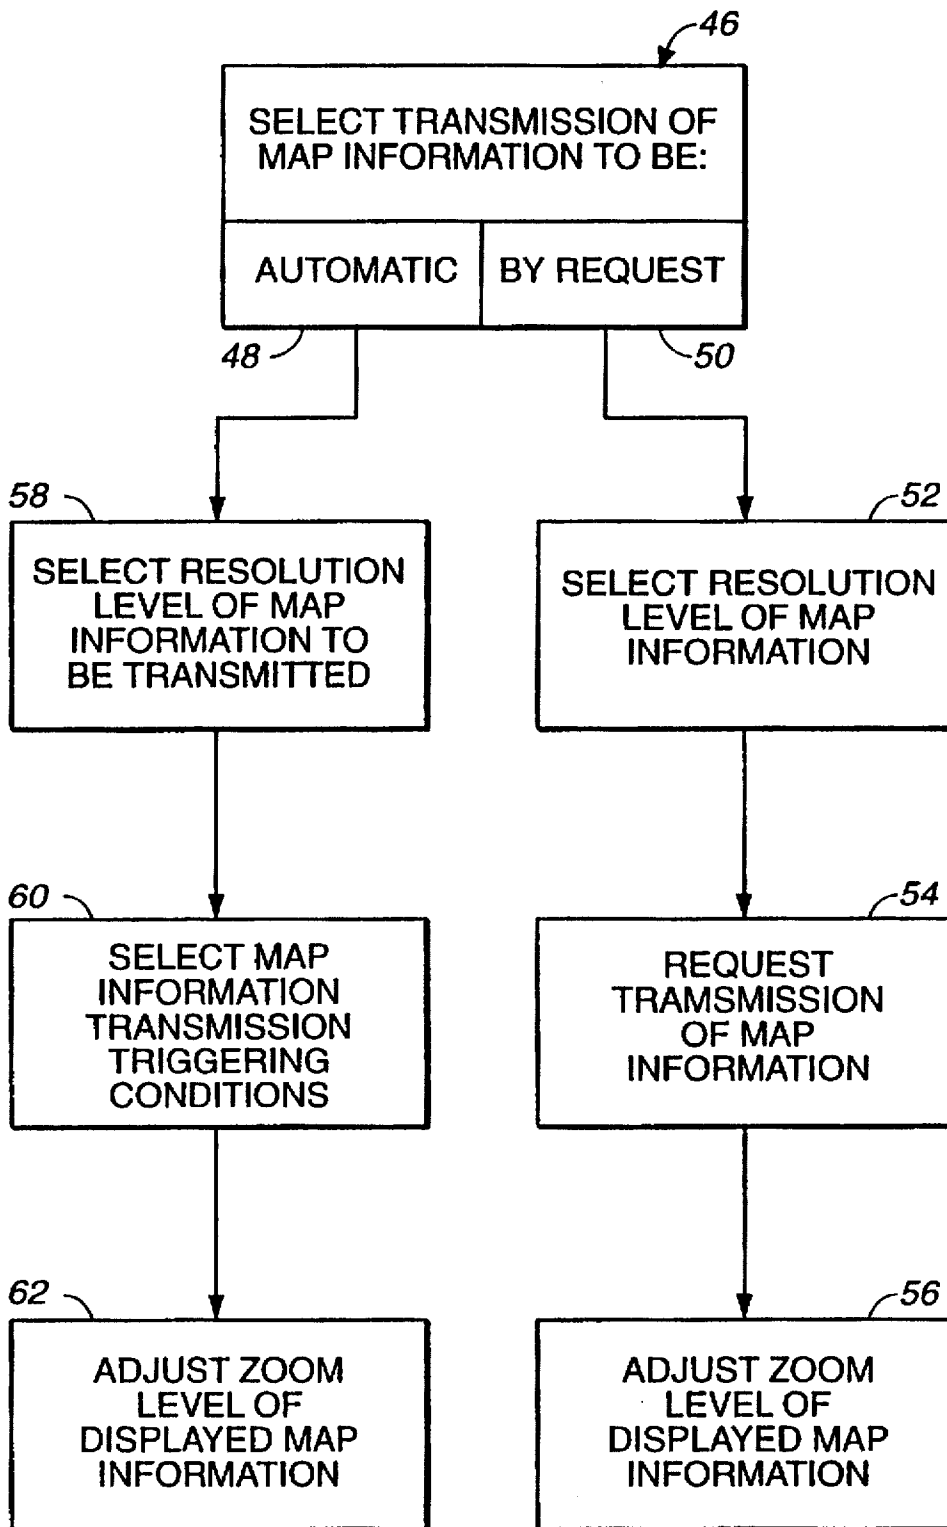 46
SELECT TRANSMISSION OF
MAP INFORMATION TO BE:
AUTOMATIC
BY REQUEST
48
50
58
SELECT RESOLUTION
LEVEL OF MAP
INFORMATION TO
BE TRANSMITTED
52
SELECT RESOLUTION
LEVEL OF MAP
INFORMATION
60
SELECT MAP
INFORMATION
TRANSMISSION
TRIGGERING
CONDITIONS
54
REQUEST
TRAMSMISSION
OF MAP
INFORMATION
62
ADJUST ZOOM
LEVEL OF
DISPLAYED MAP
INFORMATION
56
ADJUST ZOOM
LEVEL OF
DISPLAYED MAP
INFORMATION